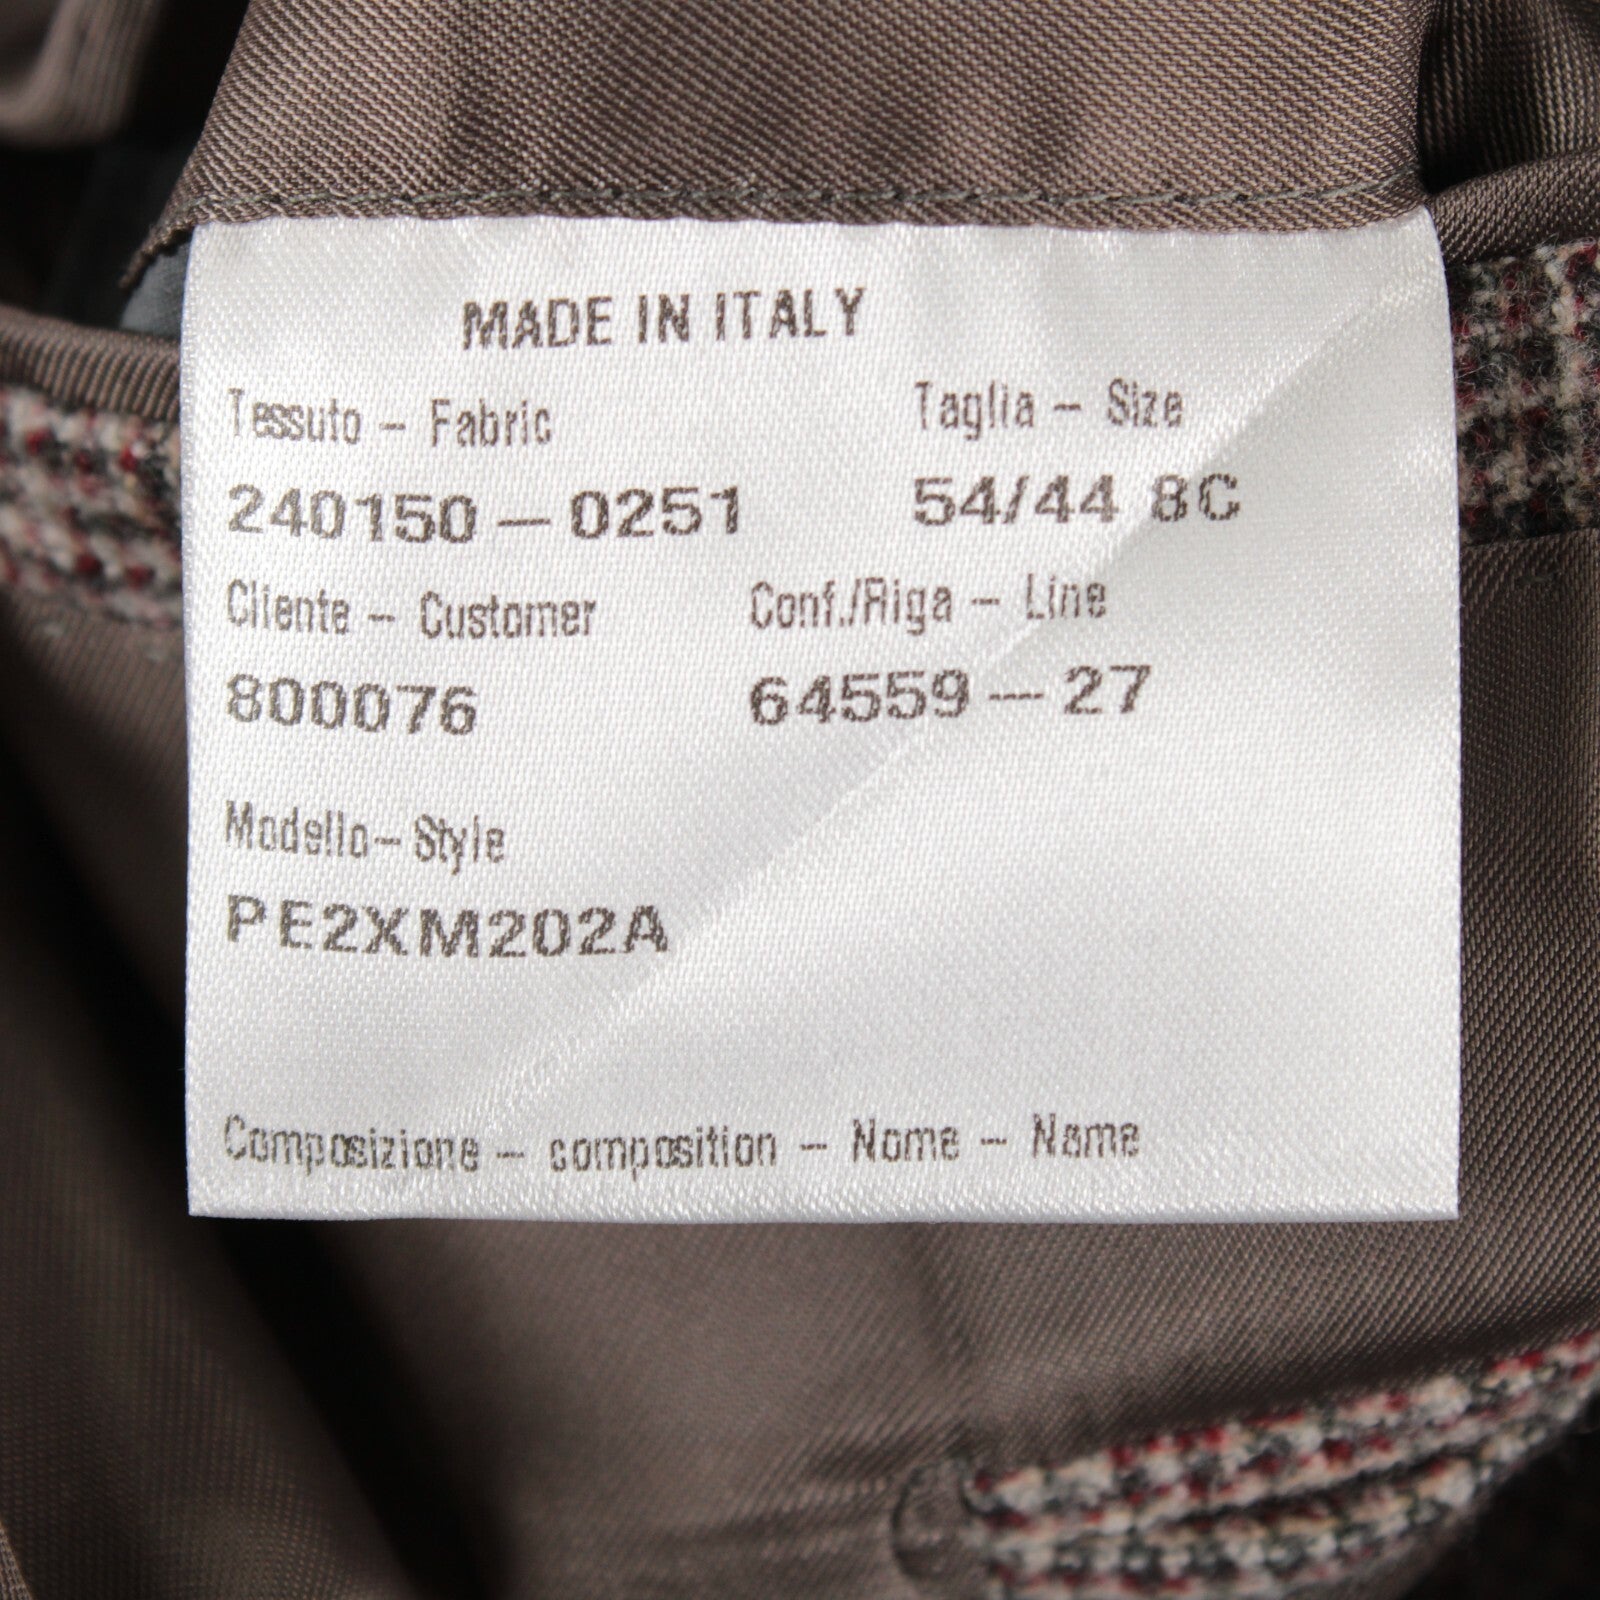 MADE IN ITALY
Tessuto - Fabric Taglia - Size
240150-0251 54/44 8C
Cliente - Customer Conf./Riga - Line
800076 64559-27
Modello-Style
PE2XM202A
Composizione - composition - Nome - Name